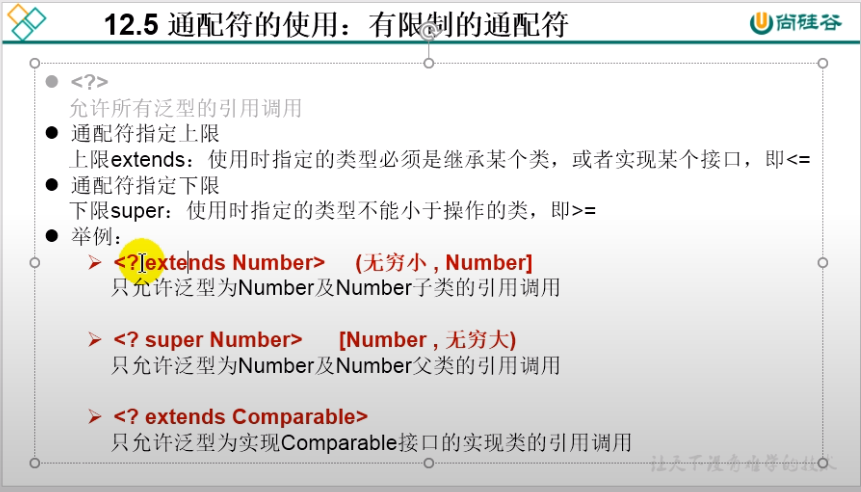 12.5 通配符的使用：有限制的通配符
尚硅谷
<?>
允许所有泛型的引用调用
通配符指定上限
上限extends：使用时指定的类型必须是继承某个类，或者实现某个接口，即<=
通配符指定下限
下限super：使用时指定的类型不能小于操作的类，即>=
举例：
<? extends Number> (无穷小 , Number]
只允许泛型为Number及Number子类的引用调用
<? super Number> [Number , 无穷大)
只允许泛型为Number及Number父类的引用调用
<? extends Comparable>
只允许泛型为实现Comparable接口的实现类的引用调用
让天下没有难学的技术